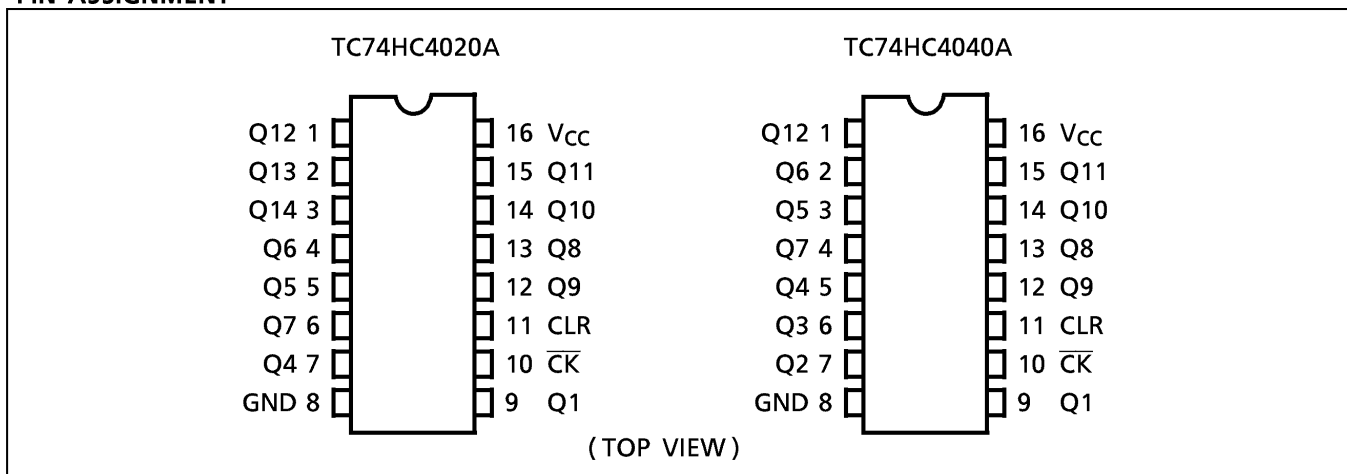 PIN ASSIGNMENT
TC74HC4020A
Q12 1
Q13 2
Q14 3
Q6 4
Q5 5
Q7 6
Q4 7
GND 8
16 VCC
15 Q11
14 Q10
13 Q8
12 Q9
11 CLR
10 C̅K̅
9 Q1
TC74HC4040A
Q12 1
Q6 2
Q5 3
Q7 4
Q4 5
Q3 6
Q2 7
GND 8
16 VCC
15 Q11
14 Q10
13 Q8
12 Q9
11 CLR
10 C̅K̅
9 Q1
(TOP VIEW)